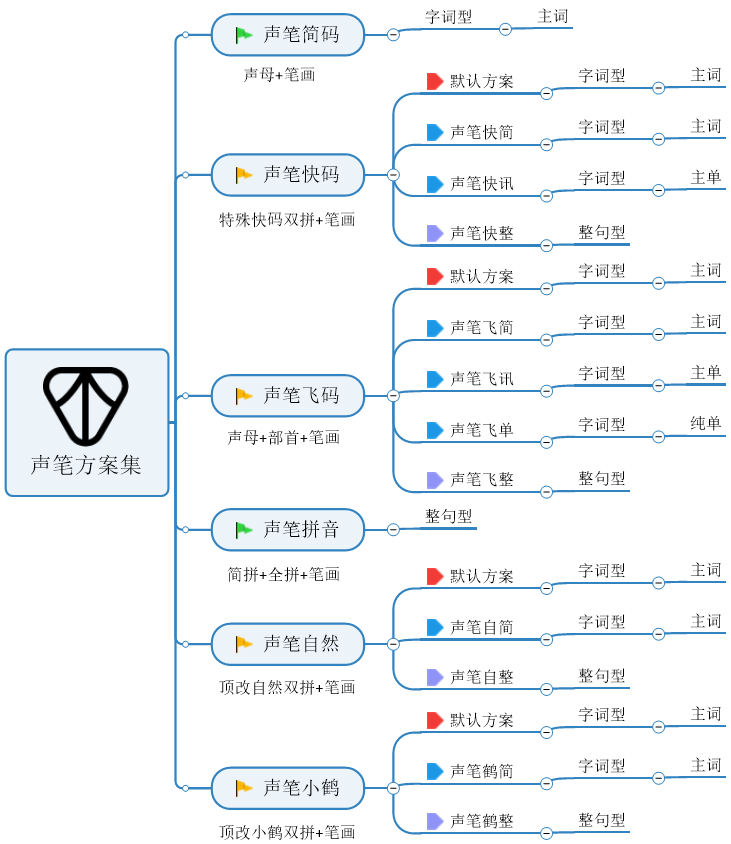 声笔方案集
声笔简码
声母+笔画
字词型
主词
声笔快码
特殊快码双拼+笔画
默认方案
字词型
主词
声笔快简
字词型
主词
声笔快讯
字词型
主单
声笔快整
整句型
声笔飞码
声母+部首+笔画
默认方案
字词型
主词
声笔飞简
字词型
主词
声笔飞讯
字词型
主单
声笔飞单
字词型
纯单
声笔飞整
整句型
声笔拼音
简拼+全拼+笔画
整句型
声笔自然
顶改自然双拼+笔画
默认方案
字词型
主词
声笔自简
字词型
主词
声笔自整
整句型
声笔小鹤
顶改小鹤双拼+笔画
默认方案
字词型
主词
声笔鹤简
字词型
主词
声笔鹤整
整句型